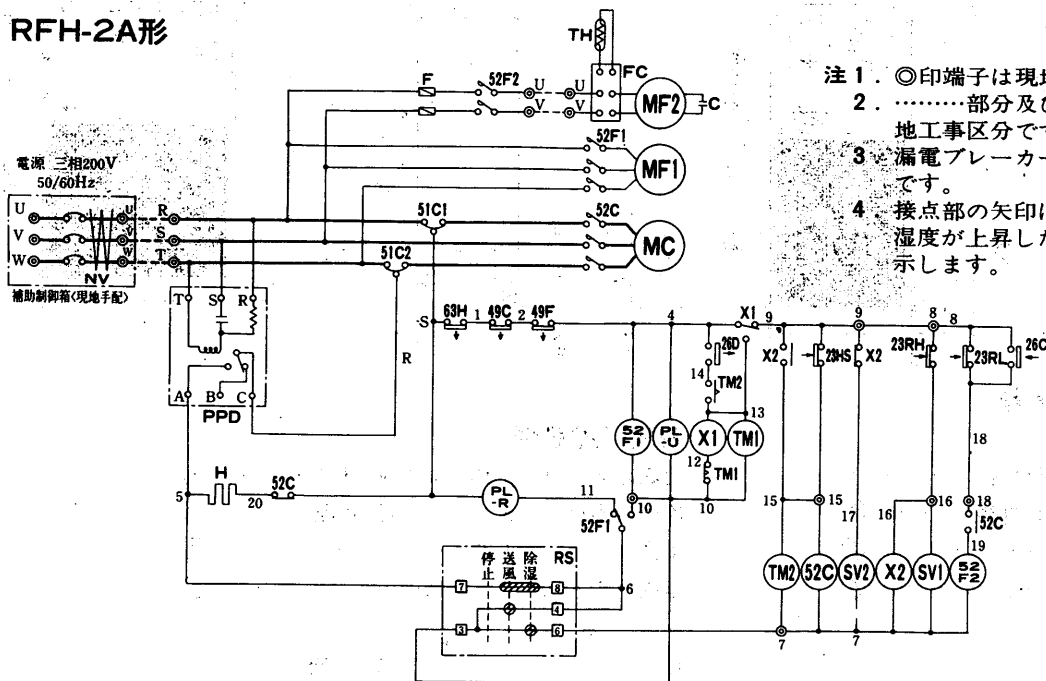 RFH-2A形
TH
FC
F 52F2 U U
V V
MF2 C
52F1
MF1
電源 三相200V
50/60Hz
U U R
V V S
W W T
NV
補助制御箱(現地手配)
51C1
51C2
52C
MC
注 1. ◎印端子は現地
2. ………部分及び
地工事区分です
3 漏電ブレーカー
です。
4 接点部の矢印は
湿度が上昇した
示します。
T S R
A B C
PPD
S 63H 1 49C 2 49F 4 X1 9 9 8 8
R
26D
14
TM2
13
X2 23HS X2 23RH 23RL 26C
52F1 PL-U X1 TM1
12 TM1
10 10
18
5 H 20 52C PL-R 11
52F1
15 15 17 16 16 18
52C
19
TM2 52C SV2 X2 SV1 52F2
停止 送風 除湿 RS
7 8 6
4
3 6
7 7